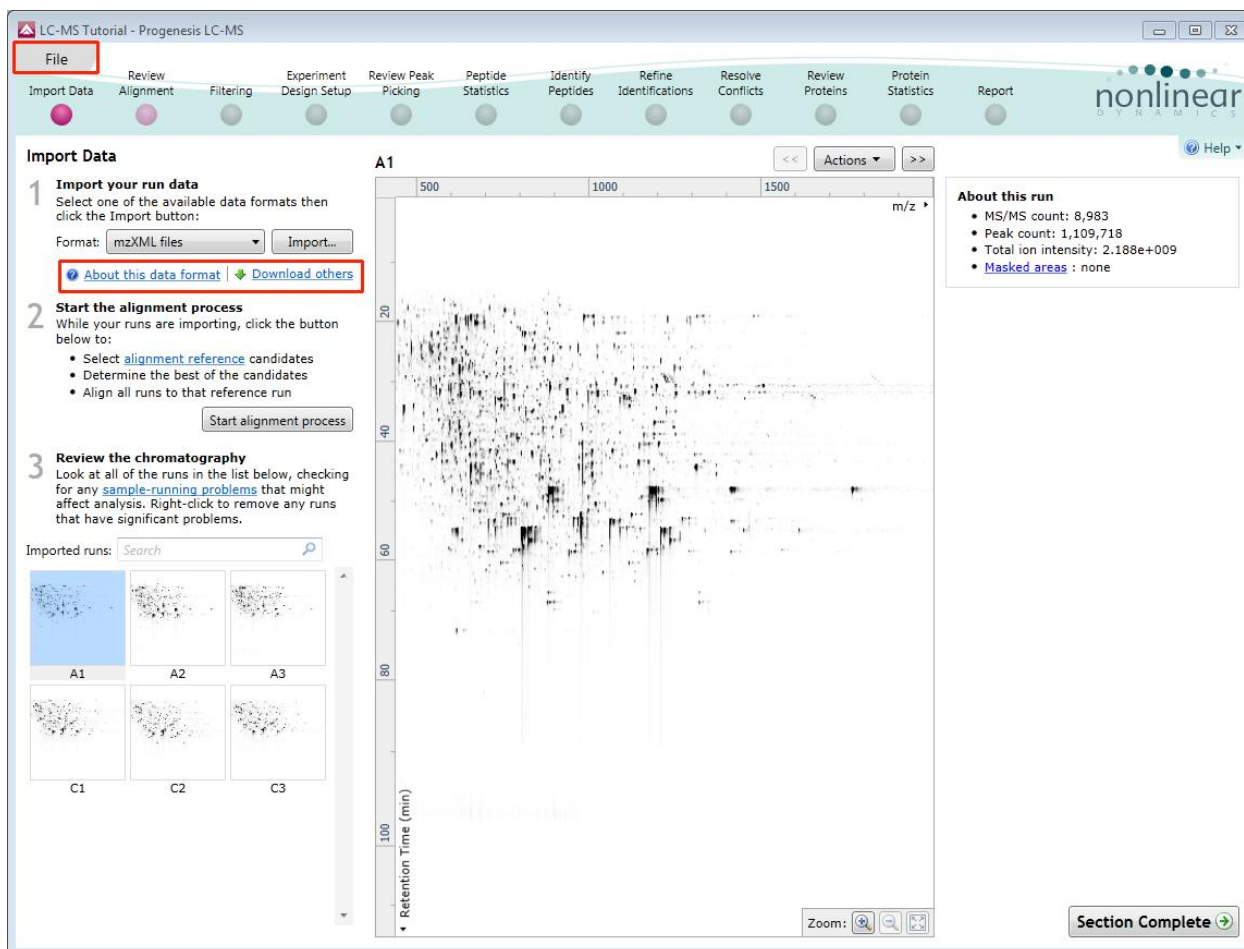 LC-MS Tutorial - Progenesis LC-MS
File
Import Data
Review Alignment
Filtering
Experiment Design Setup
Review Peak Picking
Peptide Statistics
Identify Peptides
Refine Identifications
Resolve Conflicts
Review Proteins
Protein Statistics
Report
nonlinear
DYNAMICS
Help
Import Data
1 Import your run data
Select one of the available data formats then
click the Import button:
Format: mzXML files Import...
About this data format | Download others
2 Start the alignment process
While your runs are importing, click the button
below to:
• Select alignment reference candidates
• Determine the best of the candidates
• Align all runs to that reference run
Start alignment process
3 Review the chromatography
Look at all of the runs in the list below, checking
for any sample-running problems that might
affect analysis. Right-click to remove any runs
that have significant problems.
Imported runs: Search
A1 A2 A3
C1 C2 C3
A1 << Actions >>
500 1000 1500
m/z
20
40
60
80
100
Retention Time (min)
Zoom:
About this run
• MS/MS count: 8,983
• Peak count: 1,109,718
• Total ion intensity: 2.188e+009
• Masked areas : none
Section Complete